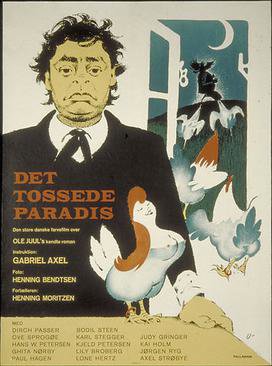 DET
TOSSEDE
PARADIS
Den store danske farvefilm over
OLE JUUL's kendte roman
Instruktion:
GABRIEL AXEL
Foto:
HENNING BENDTSEN
Fortælleren:
HENNING MORITZEN
MED
DIRCH PASSER
OVE SPROGØE
HANS W. PETERSEN
GHITA NØRBY
PAUL HAGEN
BODIL STEEN
KARL STEGGER
KJELD PETERSEN
LILY BROBERG
LONE HERTZ
JUDY GRINGER
KAI HOLM
JØRGEN RYG
AXEL STRØBYE
PALLADIUM